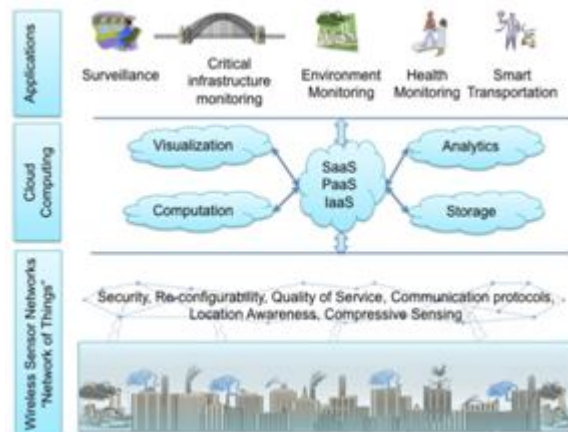 Applications
Surveillance
Critical
infrastructure
monitoring
Environment
Monitoring
Health
Monitoring
Smart
Transportation
Cloud
Computing
Visualization
Computation
SaaS
PaaS
IaaS
Analytics
Storage
Wireless Sensor Networks
"Network of Things"
Security, Re-configurability, Quality of Service, Communication protocols,
Location Awareness, Compressive Sensing